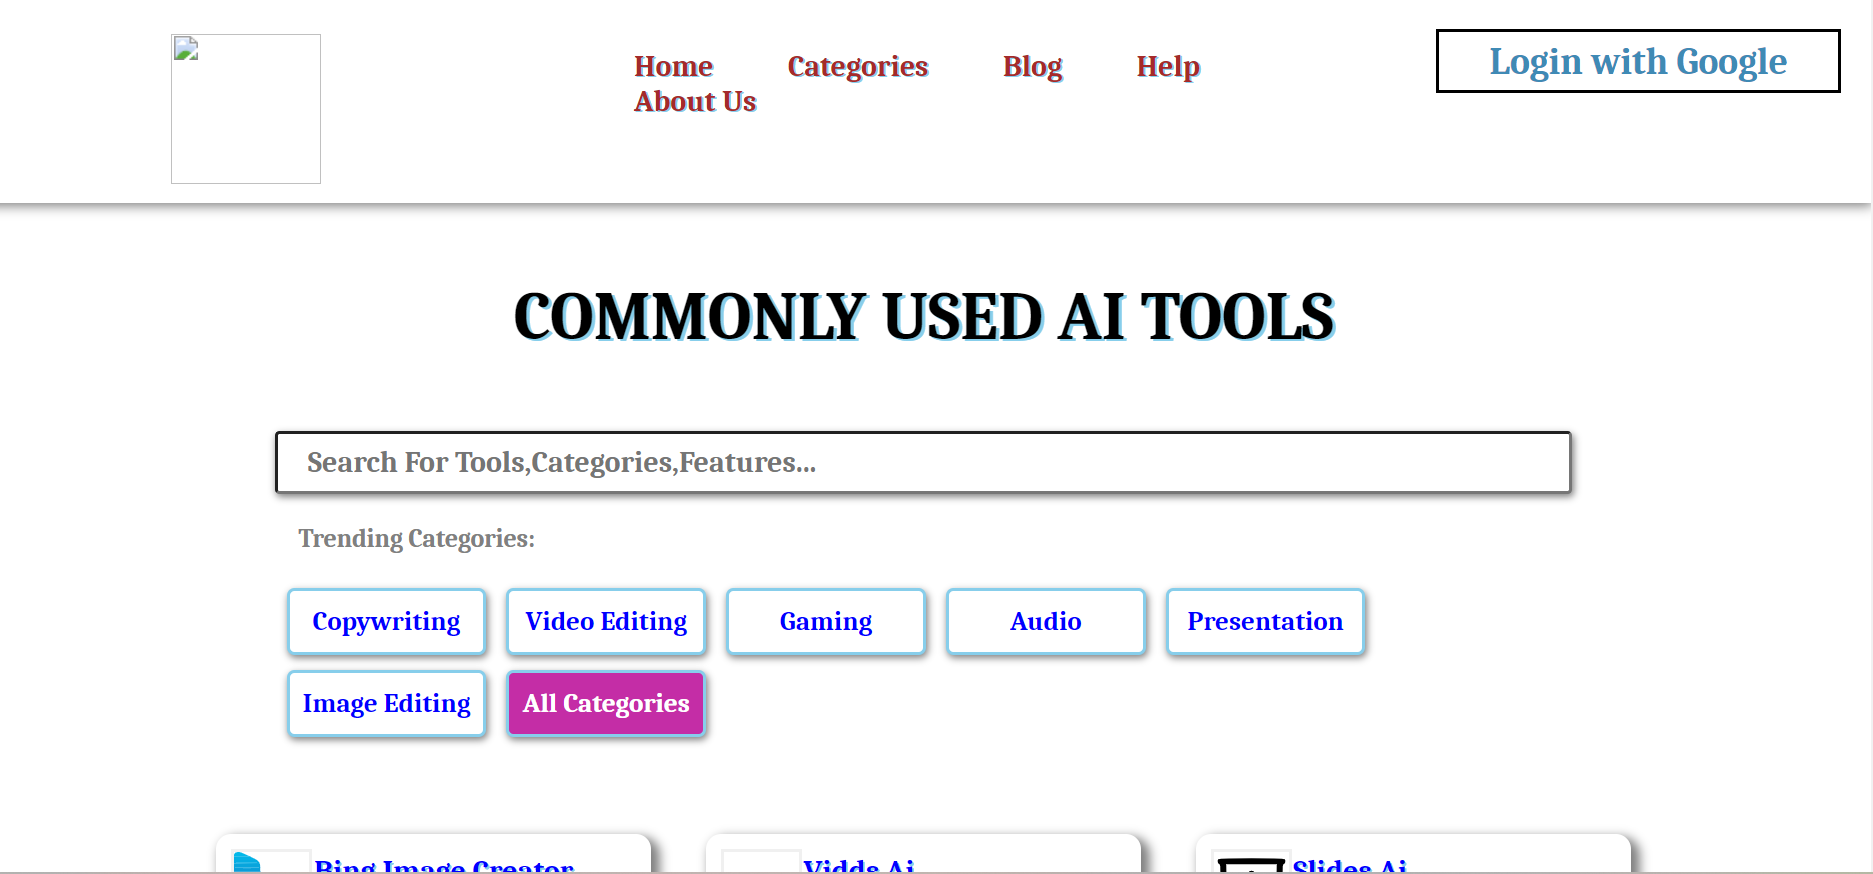 Home Categories Blog Help
About Us
Login with Google
COMMONLY USED AI TOOLS
Search For Tools,Categories,Features...
Trending Categories:
Copywriting Video Editing Gaming Audio Presentation
Image Editing All Categories
Bing Image Creator Vidds Ai Slides Ai